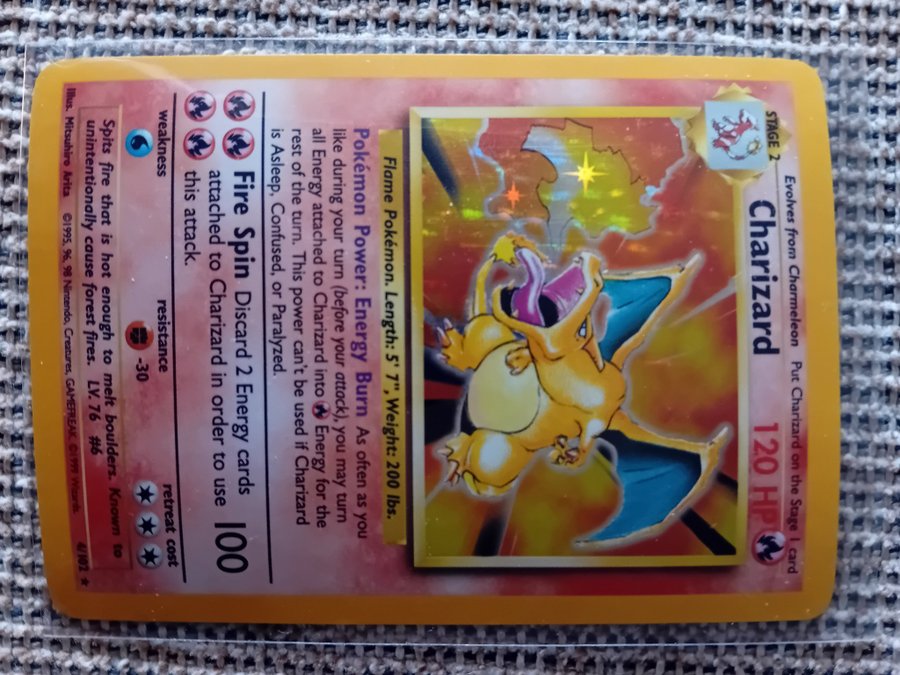 STAGE 2
Evolves from Charmeleon Put Charizard on the Stage 1 card
Charizard 120 HP
Flame Pokémon. Length: 5' 7", Weight: 200 lbs.
Pokémon Power: Energy Burn As often as you
like during your turn (before your attack) you may turn
all Energy attached to Charizard into Energy for the
rest of the turn. This power can't be used if Charizard
is Asleep, Confused, or Paralyzed.
Fire Spin Discard 2 Energy cards
attached to Charizard in order to use
this attack.
100
weakness resistance retreat cost
-30
Spits fire that is hot enough to melt boulders. Known to
unintentionally cause forest fires. LV. 76 #6
Illus. Mitsuhiro Arita ©1995, 96, 98 Nintendo, Creatures, GAMEFREAK. ©1999 Wizards. 4/102 ★